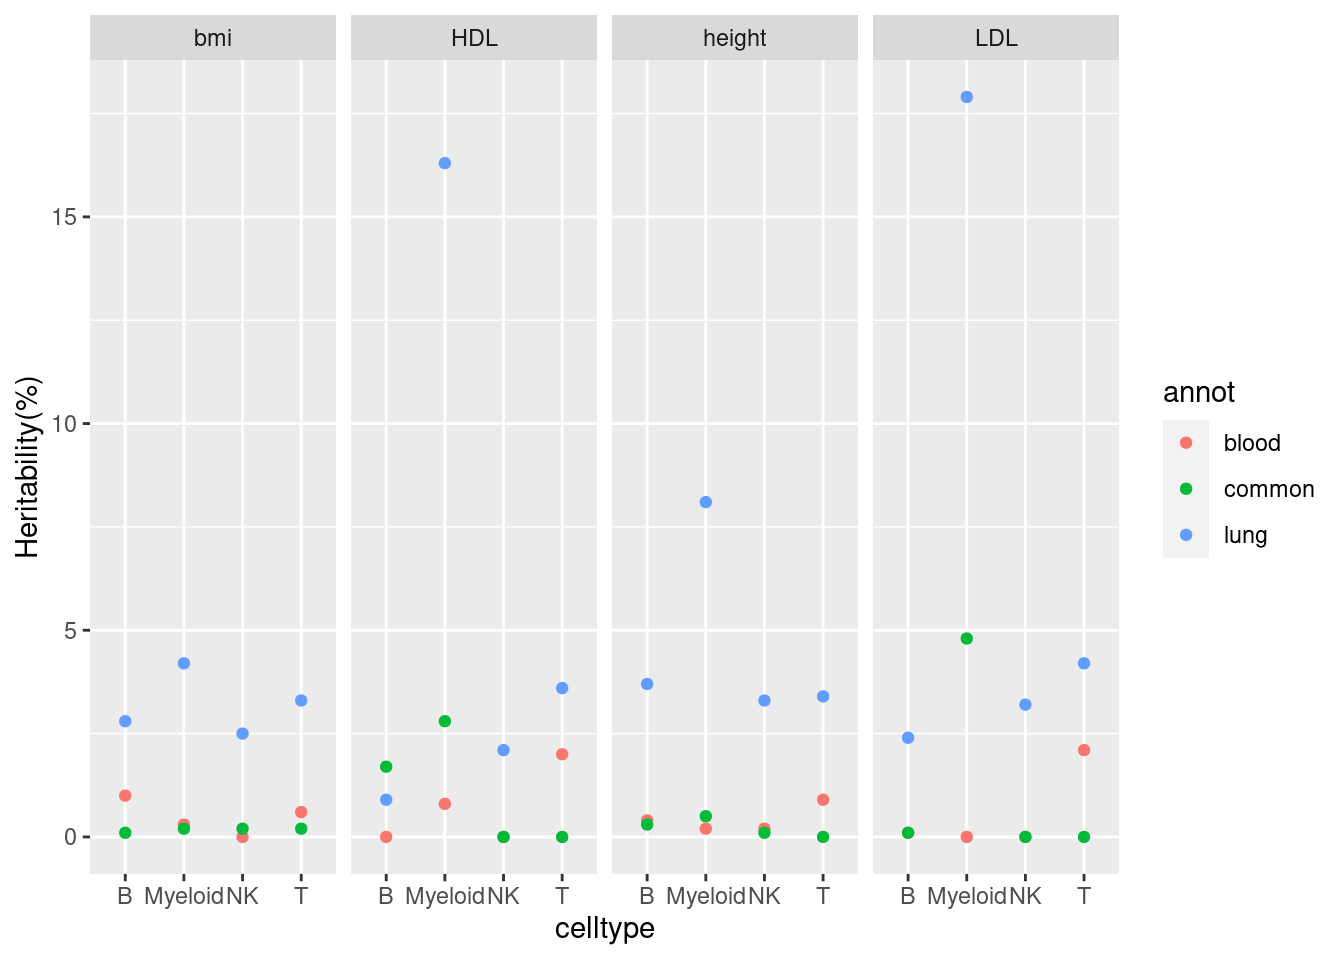 bmi HDL height LDL
15
10
5
0
Heritability(%)
B Myeloid NK T B Myeloid NK T B Myeloid NK T B Myeloid NK T
celltype
annot
blood
common
lung